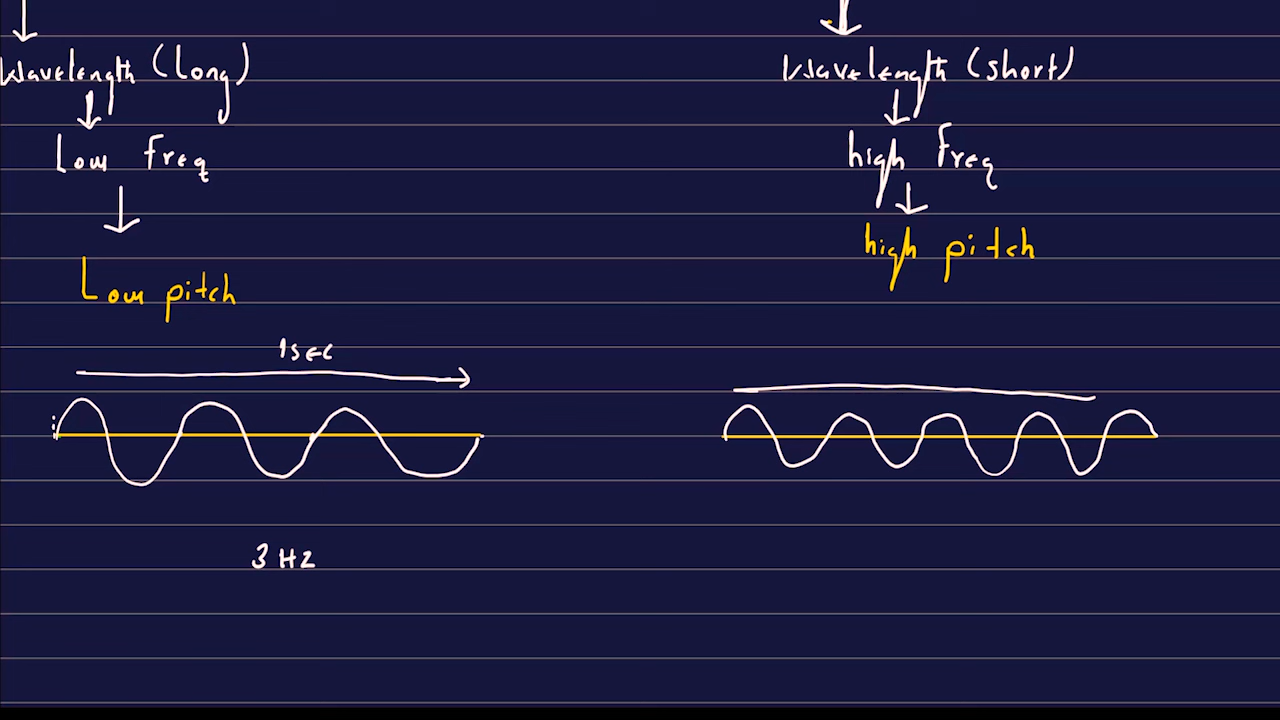 Wavelength (long)
Low freq
Low pitch
1sec
3 Hz
Wavelength (short)
high freq
high pitch